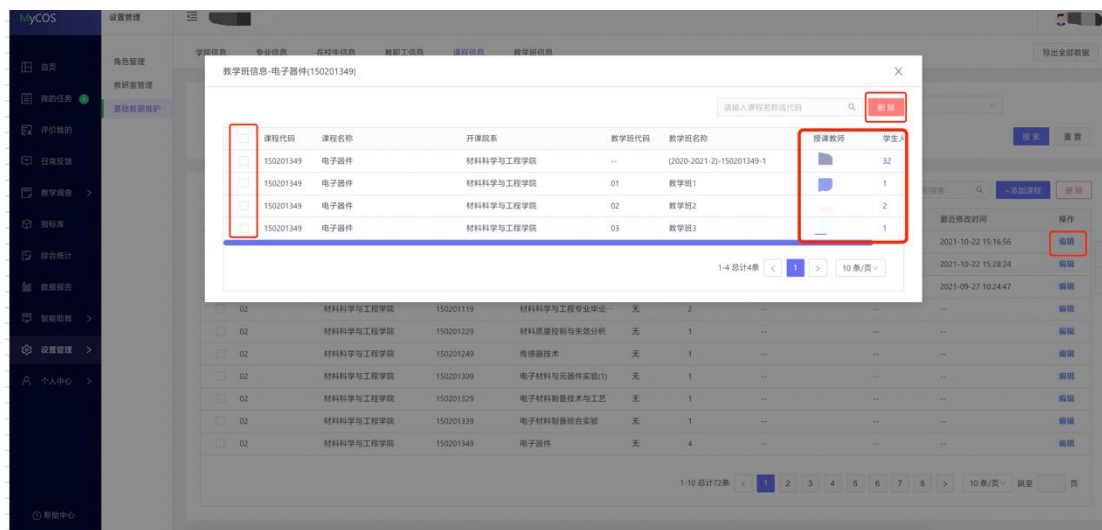 MyCOS
设置管理
首页
我的任务
评价我的
日常反馈
教学调查 >
指标库
综合统计
数据报告
智能助教 >
设置管理 >
个人中心 >
帮助中心
角色管理
教研室管理
基础数据维护
学院信息 专业信息 在校生信息 教职工信息 课程信息 教学班信息 导出全部数据
教学班信息-电子器件(150201349)
请输入课程名称或代码 删除
课程代码 课程名称 开课院系 教学班代码 教学班名称 授课教师 学生人
150201349 电子器件 材料科学与工程学院 -- (2020-2021-2)-150201349-1 32
150201349 电子器件 材料科学与工程学院 01 教学班1 1
150201349 电子器件 材料科学与工程学院 02 教学班2 2
150201349 电子器件 材料科学与工程学院 03 教学班3 1
1-4 总计4条 < 1 > 10 条/页
搜索 重置
+添加课程 删除
最近修改时间 操作
2021-10-22 15:16:56 编辑
2021-10-22 15:28:24 编辑
2021-09-27 10:24:47 编辑
02 材料科学与工程学院 150201119 材料科学与工程专业毕业··· 无 2 -- -- -- 编辑
02 材料科学与工程学院 150201229 材料质量控制与失效分析 无 1 -- -- -- 编辑
02 材料科学与工程学院 150201249 传感器技术 无 1 -- -- -- 编辑
02 材料科学与工程学院 150201309 电子材料与元器件实验(1) 无 1 -- -- -- 编辑
02 材料科学与工程学院 150201329 电子材料制备技术与工艺 无 1 -- -- -- 编辑
02 材料科学与工程学院 150201339 电子材料制备综合实验 无 1 -- -- -- 编辑
02 材料科学与工程学院 150201349 电子器件 无 4 -- -- -- 编辑
1-10 总计72条 < 1 2 3 4 5 6 7 8 > 10 条/页 跳至 页